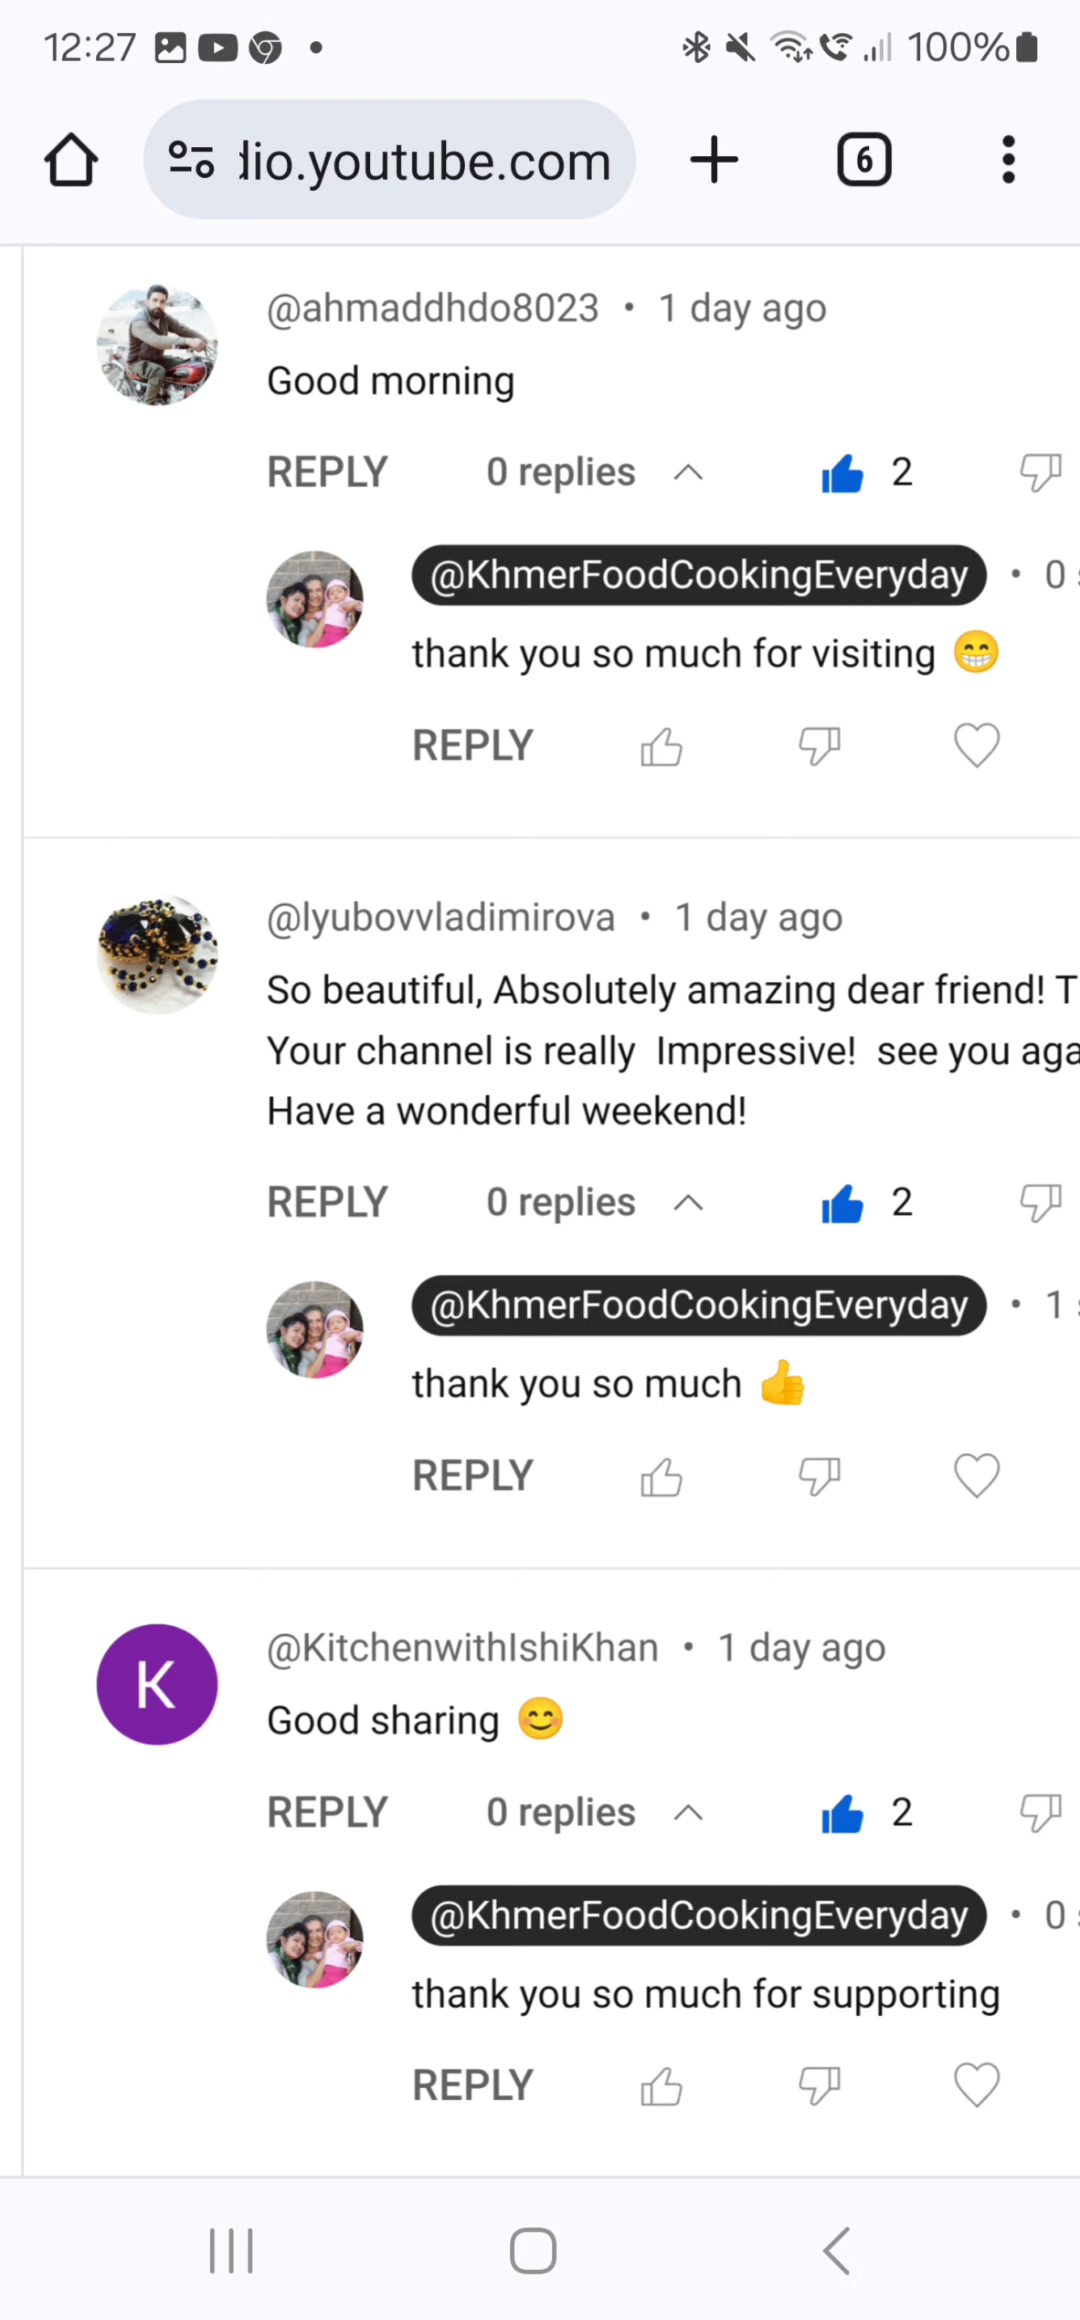 12:27
100%
dio.youtube.com
6
@ahmaddhdo8023 • 1 day ago
Good morning
REPLY 0 replies 2
@KhmerFoodCookingEveryday • 0
thank you so much for visiting 😁
REPLY
@lyubovvladimirova • 1 day ago
So beautiful, Absolutely amazing dear friend! T
Your channel is really  Impressive!  see you aga
Have a wonderful weekend!
REPLY 0 replies 2
@KhmerFoodCookingEveryday • 1
thank you so much 👍
REPLY
K
@KitchenwithIshiKhan • 1 day ago
Good sharing 😊
REPLY 0 replies 2
@KhmerFoodCookingEveryday • 0
thank you so much for supporting
REPLY